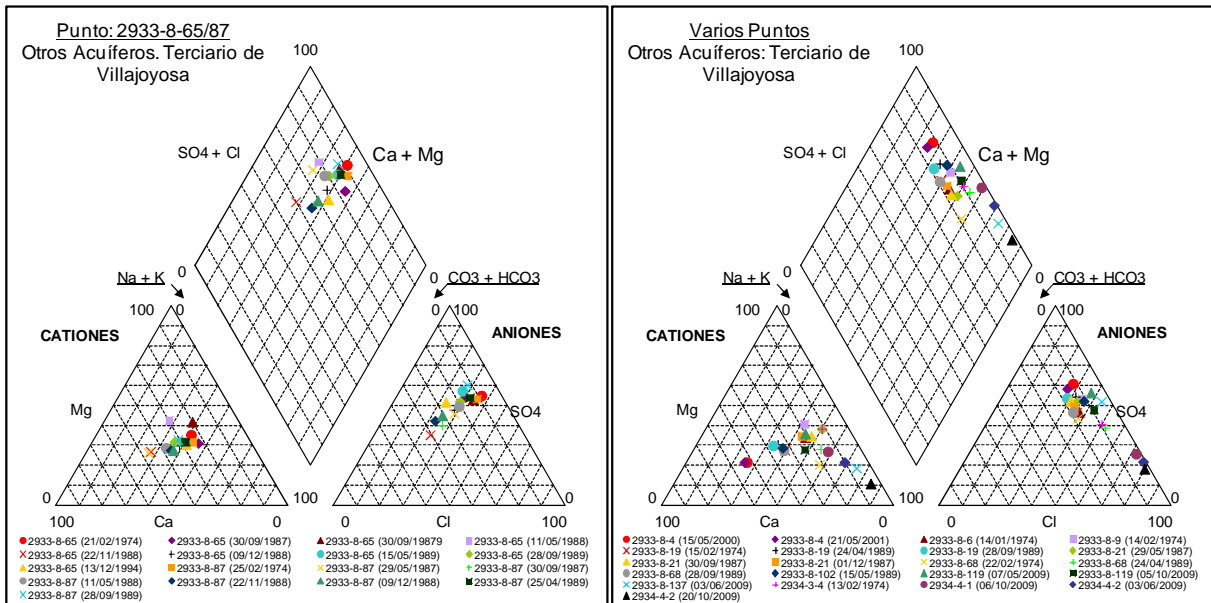 Punto: 2933-8-65/87
Otros Acuíferos. Terciario de
Villajoyosa
100
SO4 + Cl
Ca + Mg
0
0
Na + K
CO3 + HCO3
100
0
0
100
CATIONES
ANIONES
Mg
SO4
100
0
100
0
100
0
Ca
Cl
2933-8-65 (21/02/1974)
2933-8-65 (30/09/1987)
2933-8-65 (30/09/19879
2933-8-65 (11/05/1988)
2933-8-65 (22/11/1988)
2933-8-65 (09/12/1988)
2933-8-65 (15/05/1989)
2933-8-65 (28/09/1989)
2933-8-65 (13/12/1994)
2933-8-87 (25/02/1974)
2933-8-87 (29/05/1987)
2933-8-87 (30/09/1987)
2933-8-87 (11/05/1988)
2933-8-87 (22/11/1988)
2933-8-87 (09/12/1988)
2933-8-87 (25/04/1989)
2933-8-87 (28/09/1989)
Varios Puntos
Otros Acuíferos: Terciario de
Villajoyosa
100
SO4 + Cl
Ca + Mg
0
0
Na + K
CO3 + HCO3
100
0
0
100
CATIONES
ANIONES
Mg
SO4
100
0
100
0
100
0
Ca
Cl
2933-8-4 (15/05/2000)
2933-8-4 (21/05/2001)
2933-8-6 (14/01/1974)
2933-8-9 (14/02/1974)
2933-8-19 (15/02/1974)
2933-8-19 (24/04/1989)
2933-8-19 (28/09/1989)
2933-8-21 (29/05/1987)
2933-8-21 (30/09/1987)
2933-8-21 (01/12/1987)
2933-8-68 (22/02/1974)
2933-8-68 (24/04/1989)
2933-8-68 (28/09/1989)
2933-8-102 (15/05/1989)
2933-8-119 (07/05/2009)
2933-8-119 (05/10/2009)
2933-8-137 (03/06/2009)
2934-3-4 (13/02/1974)
2934-4-1 (06/10/2009)
2934-4-2 (03/06/2009)
2934-4-2 (20/10/2009)